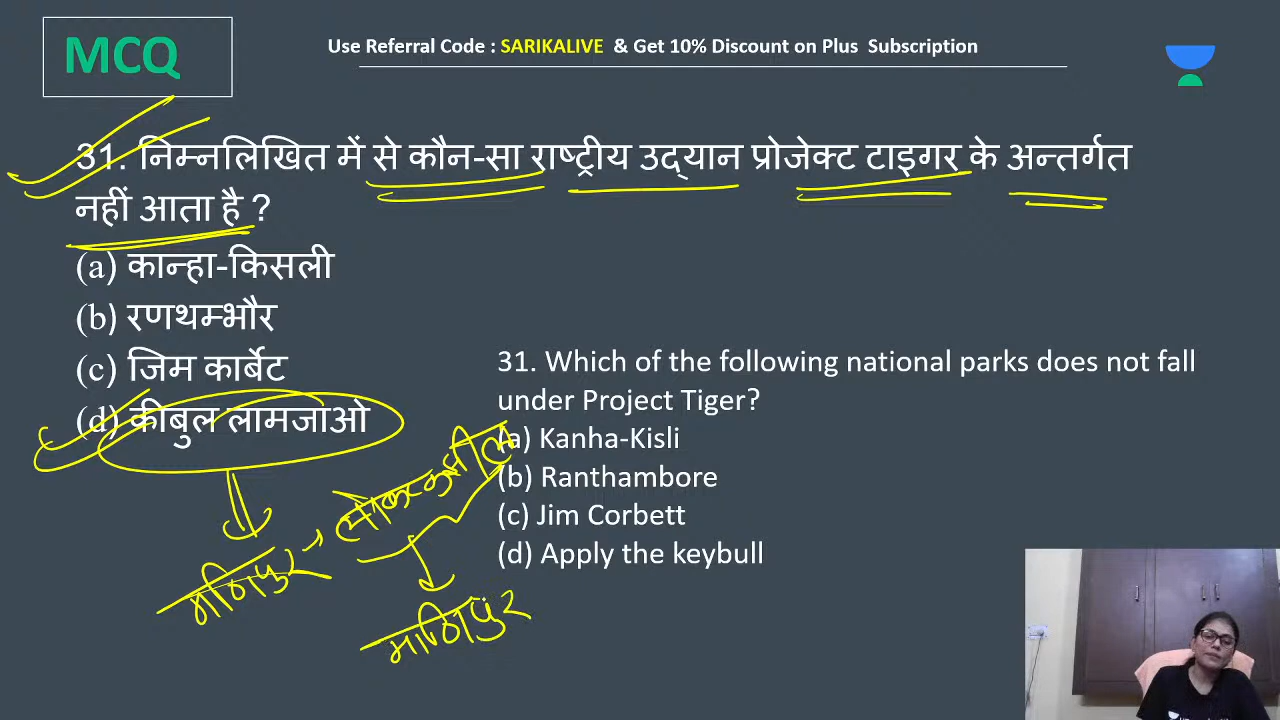 MCQ
Use Referral Code : SARIKALIVE & Get 10% Discount on Plus Subscription
31. निम्नलिखित में से कौन-सा राष्ट्रीय उद्यान प्रोजेक्ट टाइगर के अन्तर्गत
नहीं आता है ?
(a) कान्हा-किसली
(b) रणथम्भौर
(c) जिम कार्बेट
(d) कीबुल लामजाओ
31. Which of the following national parks does not fall
under Project Tiger?
(a) Kanha-Kisli
(b) Ranthambore
(c) Jim Corbett
(d) Apply the keybull
मणिपुर,
मणिपुर